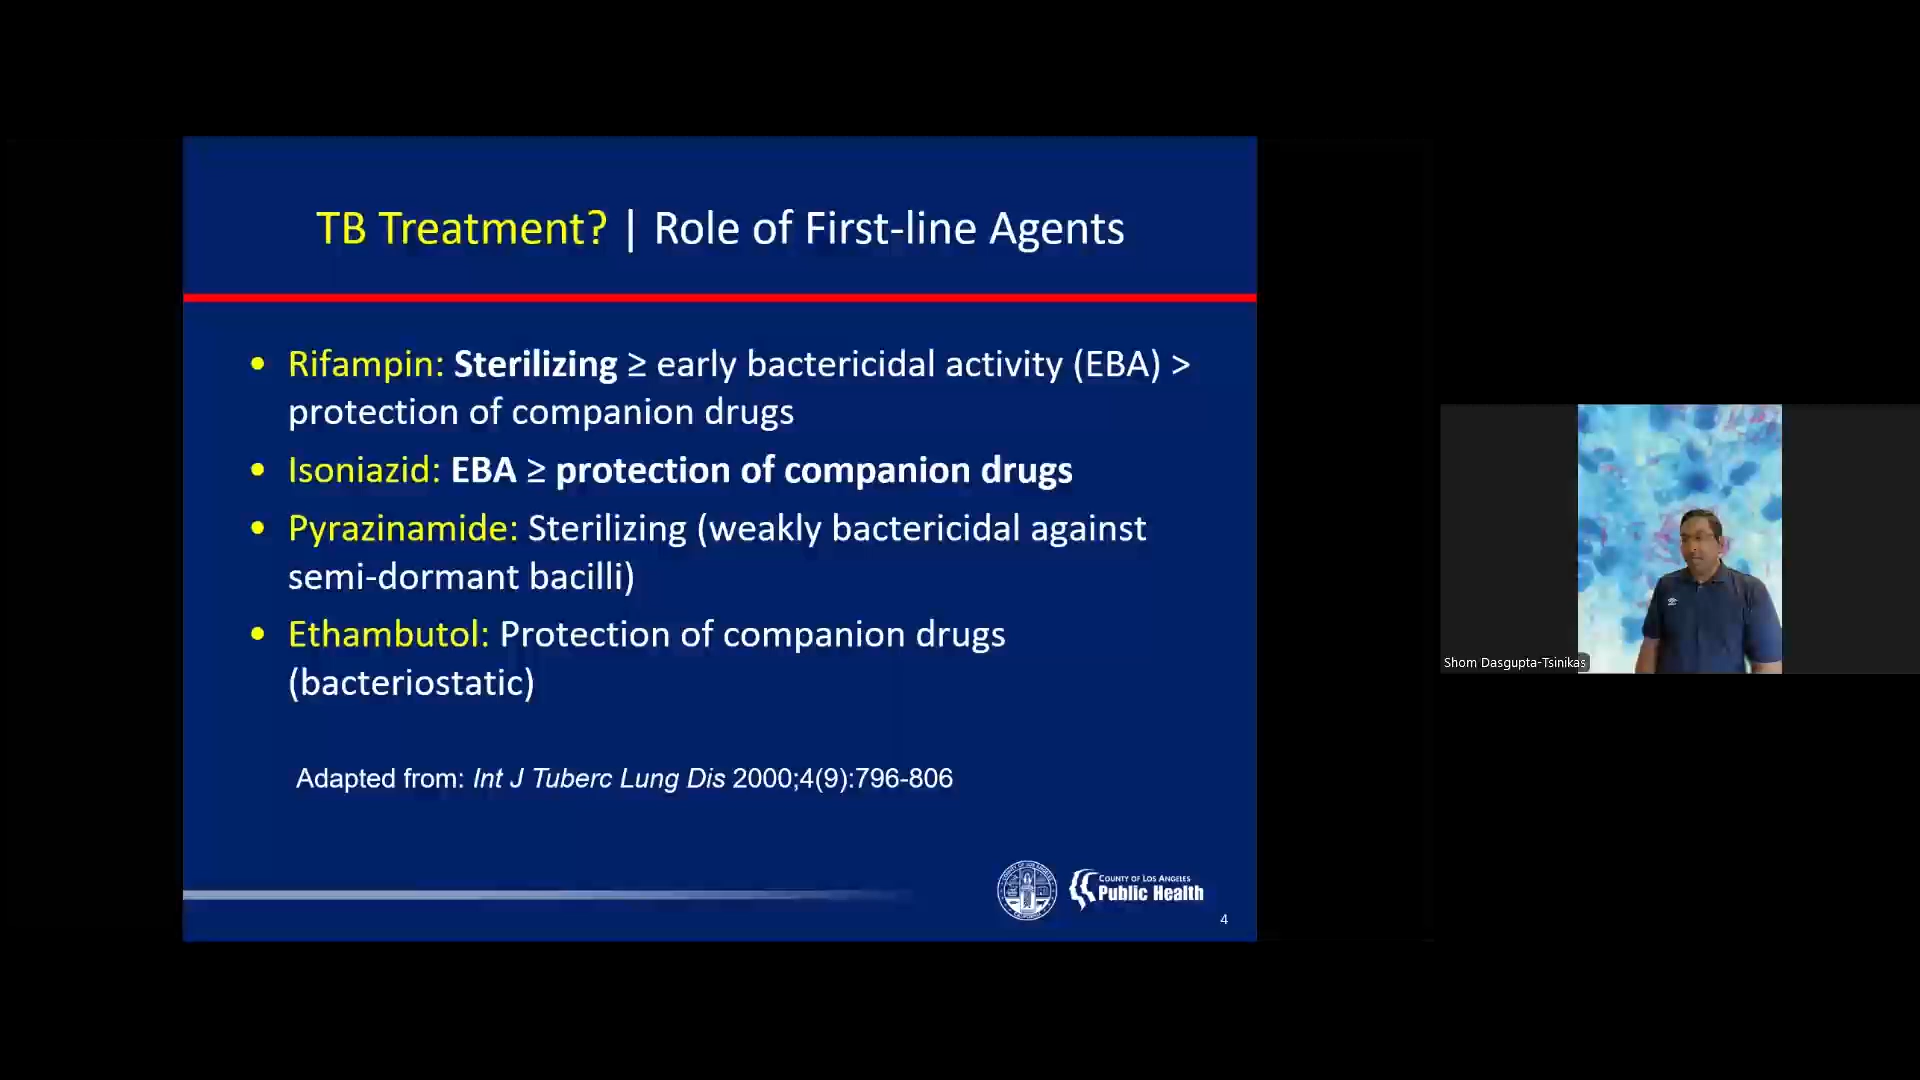 TB Treatment? | Role of First-line Agents
• Rifampin: Sterilizing ≥ early bactericidal activity (EBA) >
protection of companion drugs
• Isoniazid: EBA ≥ protection of companion drugs
• Pyrazinamide: Sterilizing (weakly bactericidal against
semi-dormant bacilli)
• Ethambutol: Protection of companion drugs
(bacteriostatic)
Adapted from: Int J Tuberc Lung Dis 2000;4(9):796-806
County of Los Angeles
Public Health
4
Shom Dasgupta-Tsinikas